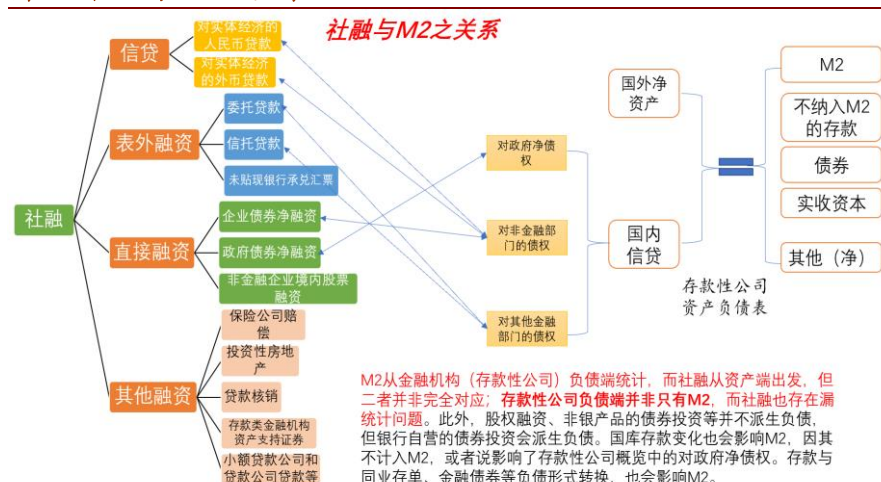 社融与M2之关系
社融
信贷
对实体经济的
人民币贷款
对实体经济
的外币贷款
表外融资
委托贷款
信托贷款
未贴现银行承兑汇票
直接融资
企业债券净融资
政府债券净融资
非金融企业境内股票
融资
其他融资
保险公司赔
偿
投资性房地
产
贷款核销
存款类金融机构
资产支持证券
小额贷款公司和
贷款公司贷款等
对政府净债
权
对非金融部
门的债权
对其他金融
部门的债权
国外净
资产
国内
信贷
M2
不纳入M2
的存款
债券
实收资本
其他（净）
存款性公司
资产负债表
M2从金融机构（存款性公司）负债端统计，而社融从资产端出发，但
二者并非完全对应；存款性公司负债端并非只有M2，而社融也存在漏
统计问题。此外，股权融资、非银产品的债券投资等并不派生负债，
但银行自营的债券投资会派生负债。国库存款变化也会影响M2，因其
不计入M2，或者说影响了存款性公司概览中的对政府净债权。存款与
同业存单、金融债券等负债形式转换，也会影响M2。